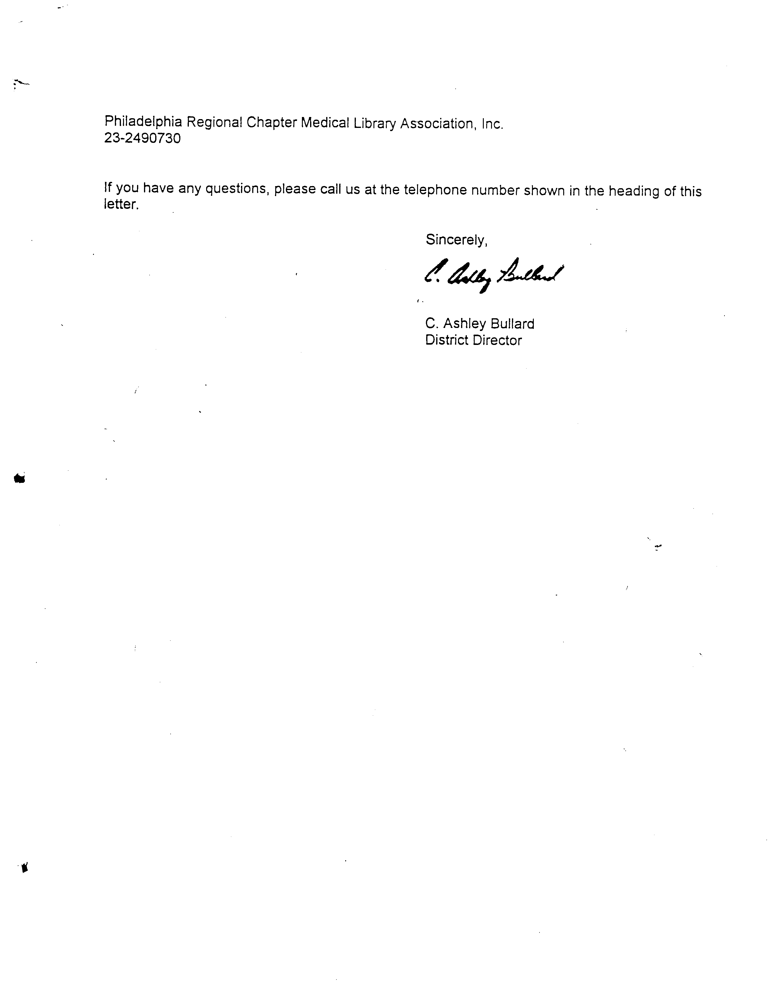 Philadelphia Regional Chapter Medical Library Association, Inc.
23-2490730
If you have any questions, please call us at the telephone number shown in the heading of this
letter.
Sincerely,
C. Ashley Bullard
C. Ashley Bullard
District Director